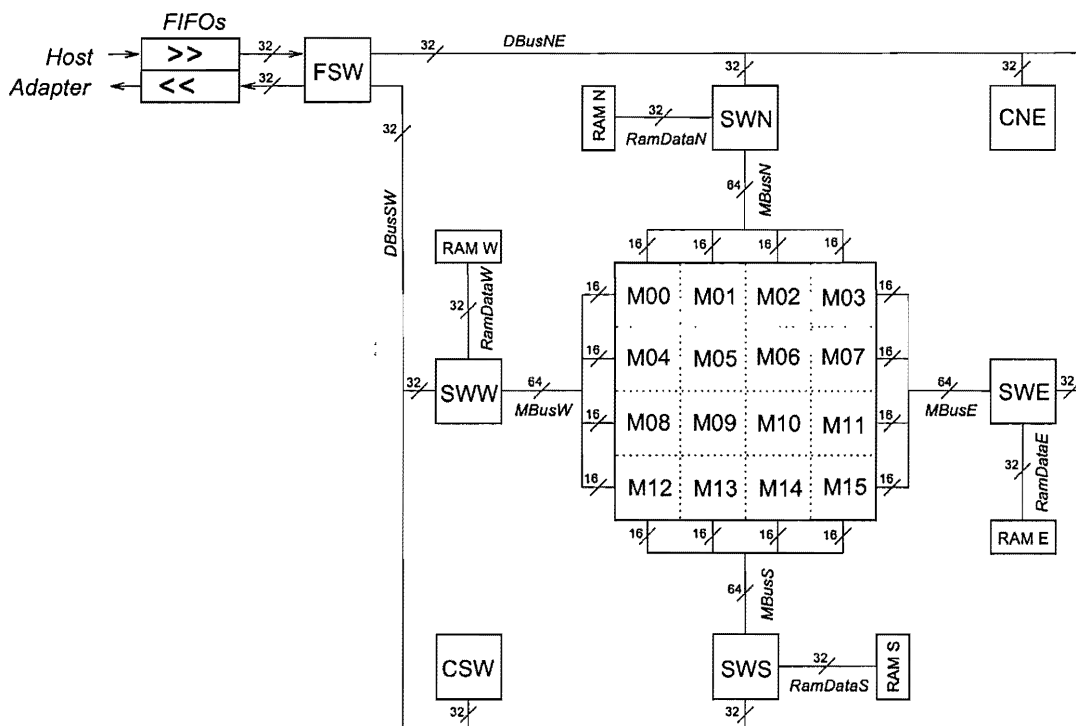 FIFOs
Host
>>
32
Adapter
<<
32
FSW
32
DBusNE
32
DBusSW
32
SWN
32
CNE
RAM N
32
RamDataN
64
MBusN
16 16 16 16
RAM W
32
RamDataW
32
SWW
64
MBusW
16
16
16
16
M00 M01 M02 M03
M04 M05 M06 M07
M08 M09 M10 M11
M12 M13 M14 M15
16
16
16
16
64
MBusE
SWE
32
32
RamDataE
RAM E
16 16 16 16
64
MBusS
CSW
32
SWS
32
RamDataS
RAM S
32